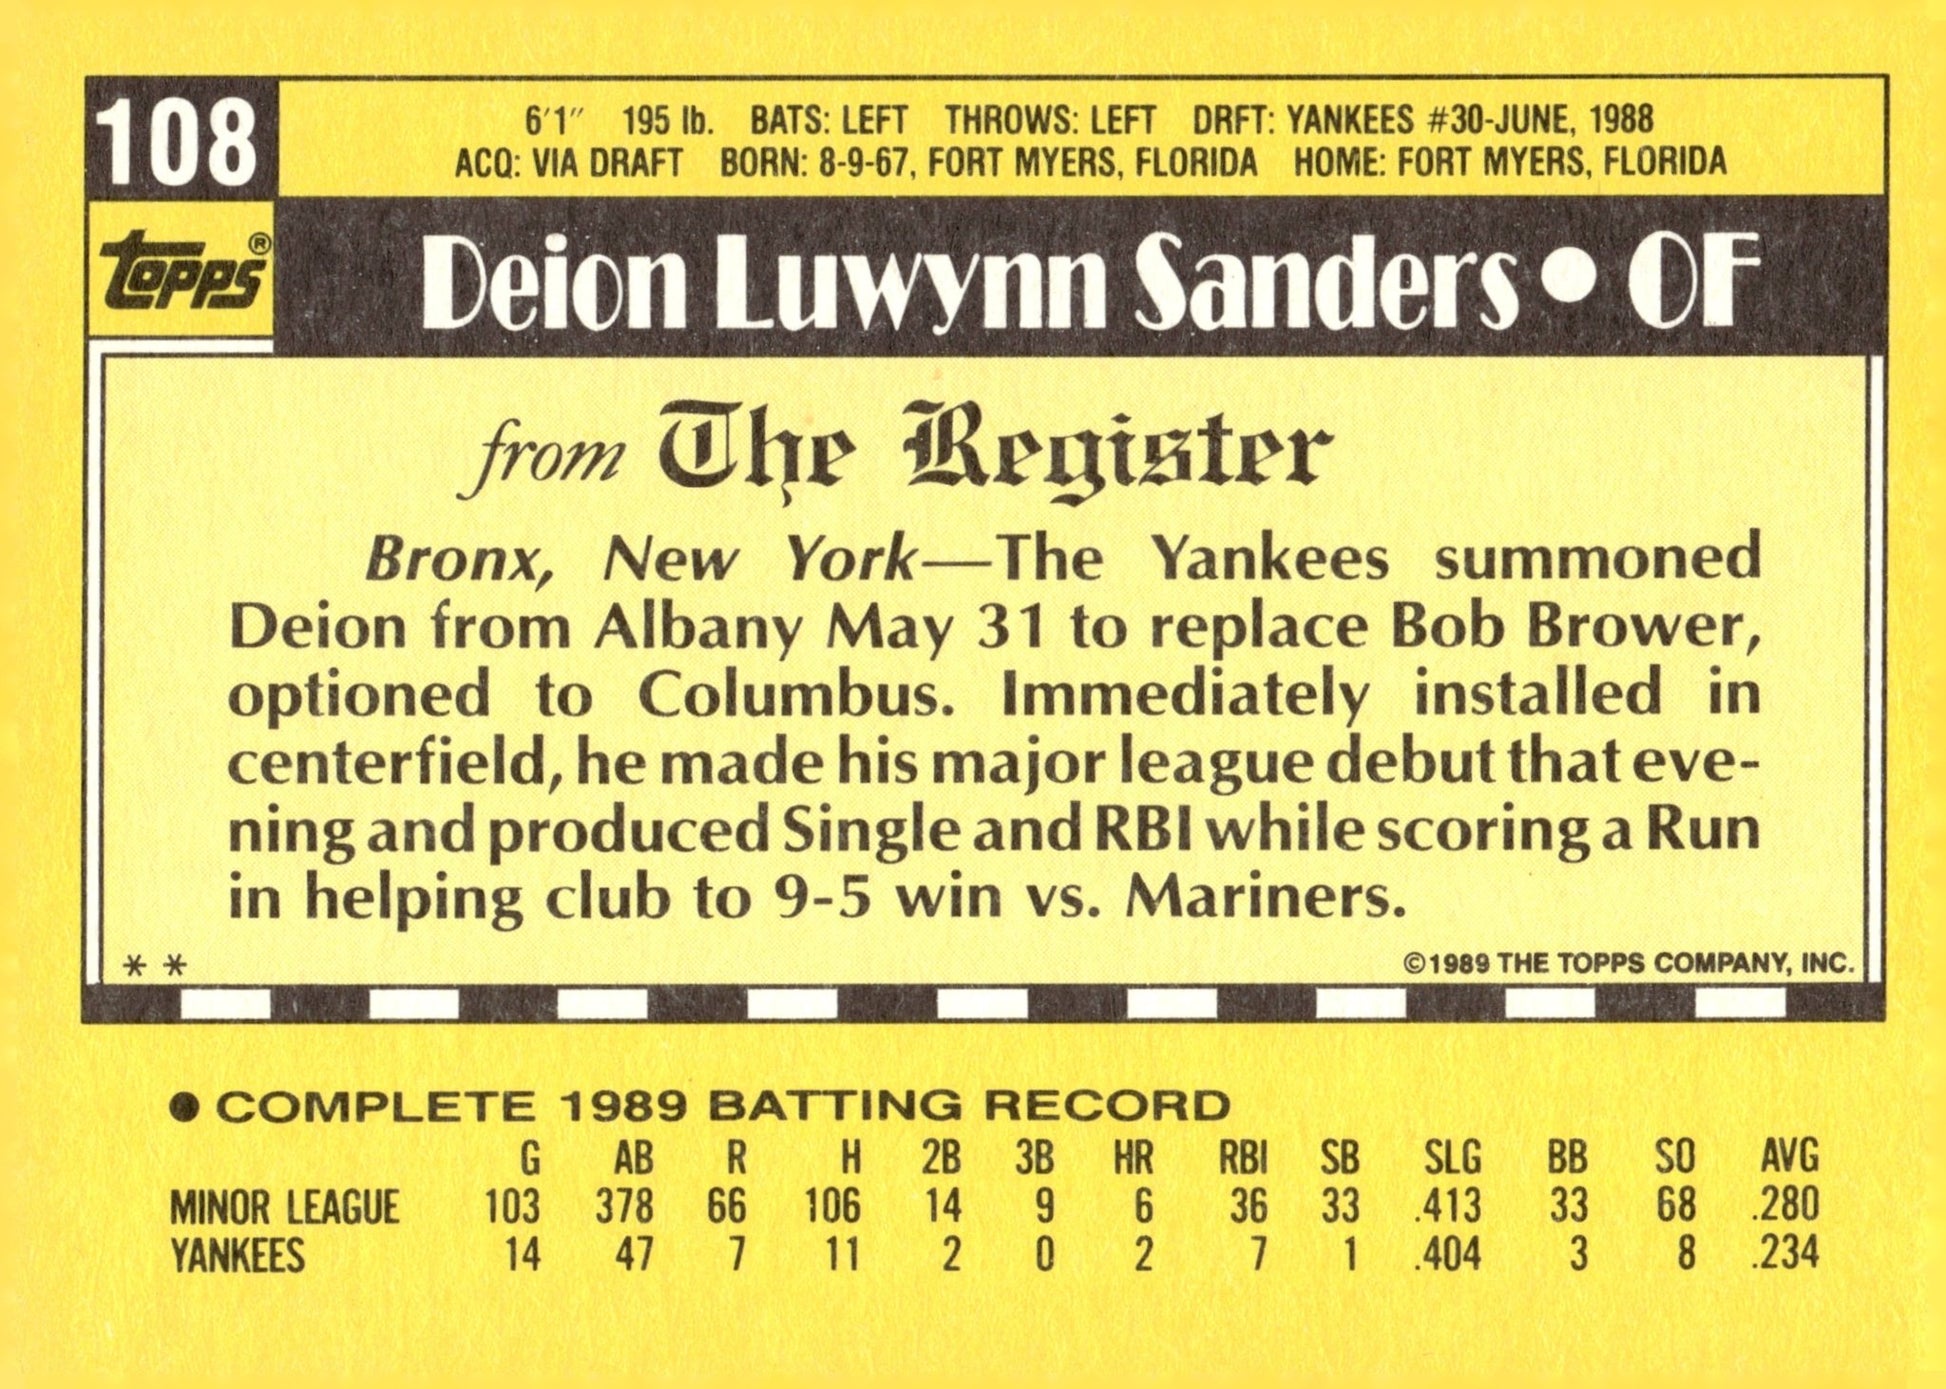 108
6'1" 195 lb. BATS: LEFT THROWS: LEFT DRFT: YANKEES #30-JUNE, 1988
ACQ: VIA DRAFT BORN: 8-9-67, FORT MYERS, FLORIDA HOME: FORT MYERS, FLORIDA
topps®
Deion Luwynn Sanders • OF
from The Register
Bronx, New York—The Yankees summoned
Deion from Albany May 31 to replace Bob Brower,
optioned to Columbus. Immediately installed in
centerfield, he made his major league debut that eve-
ning and produced Single and RBI while scoring a Run
in helping club to 9-5 win vs. Mariners.
* * ©1989 THE TOPPS COMPANY, INC.
● COMPLETE 1989 BATTING RECORD
G AB R H 2B 3B HR RBI SB SLG BB SO AVG
MINOR LEAGUE 103 378 66 106 14 9 6 36 33 .413 33 68 .280
YANKEES 14 47 7 11 2 0 2 7 1 .404 3 8 .234